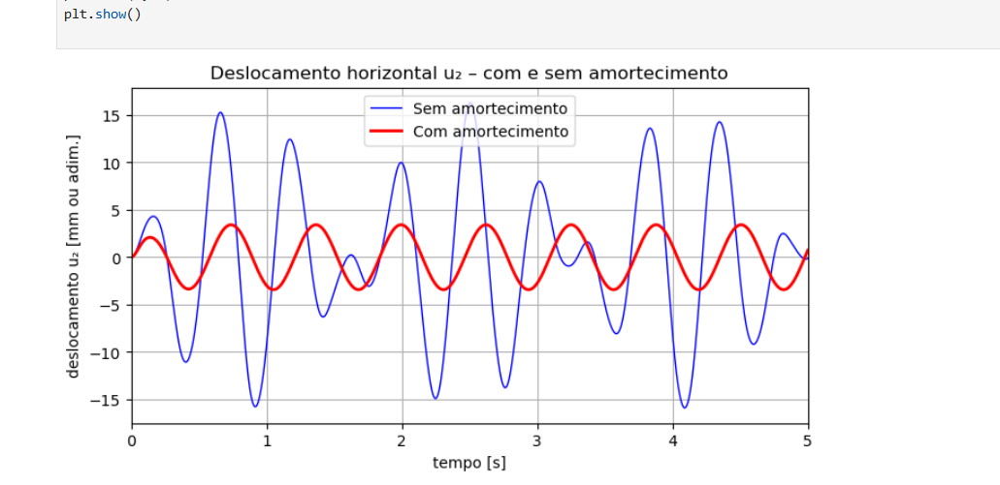 plt.show()
Deslocamento horizontal u₂ – com e sem amortecimento
Sem amortecimento
Com amortecimento
deslocamento u₂ [mm ou adim.]
15
10
5
0
−5
−10
−15
0 1 2 3 4 5
tempo [s]